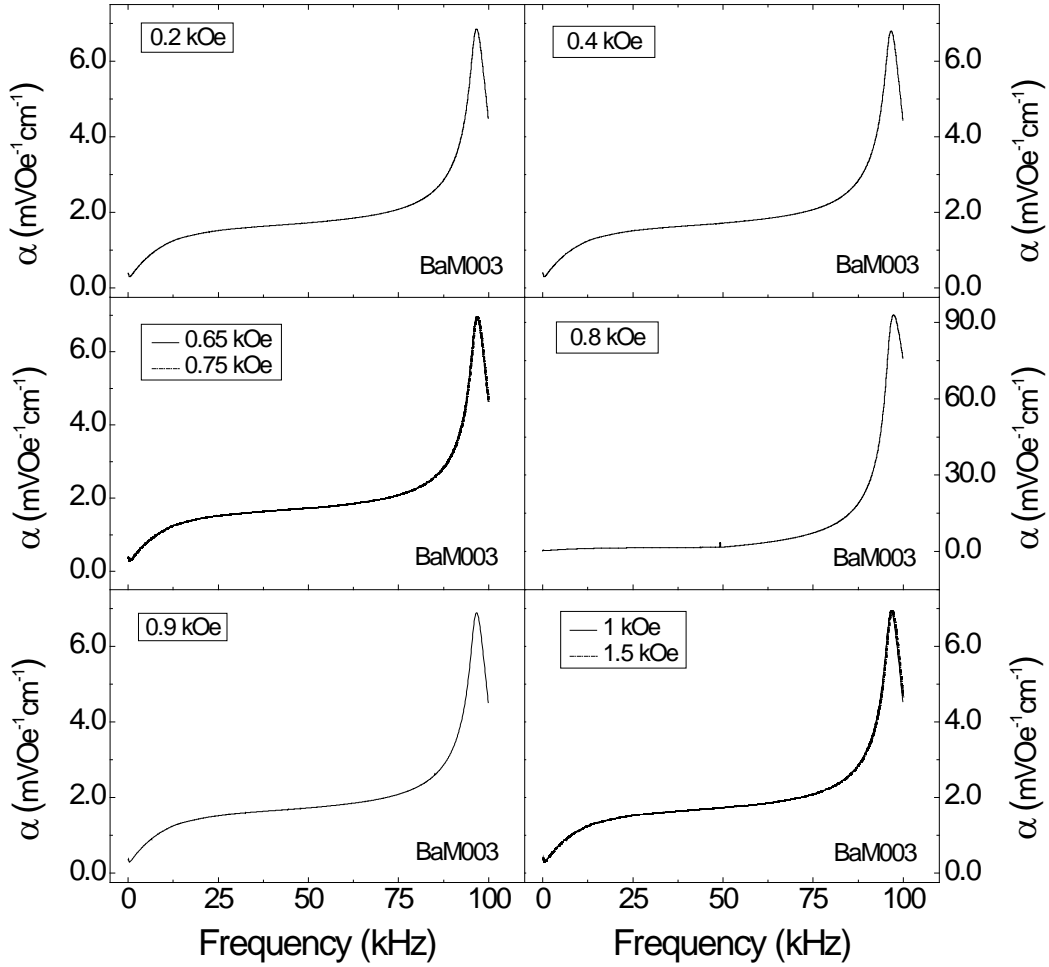 0.2 kOe
6.0
4.0
2.0
0.0
α (mVOe⁻¹cm⁻¹)
BaM003
0.4 kOe
6.0
4.0
2.0
0.0
α (mVOe⁻¹cm⁻¹)
BaM003
0.65 kOe
0.75 kOe
6.0
4.0
2.0
0.0
α (mVOe⁻¹cm⁻¹)
BaM003
0.8 kOe
90.0
60.0
30.0
0.0
α (mVOe⁻¹cm⁻¹)
BaM003
0.9 kOe
6.0
4.0
2.0
0.0
α (mVOe⁻¹cm⁻¹)
BaM003
0 25 50 75 100
Frequency (kHz)
1 kOe
1.5 kOe
6.0
4.0
2.0
0.0
α (mVOe⁻¹cm⁻¹)
BaM003
0 25 50 75 100
Frequency (kHz)